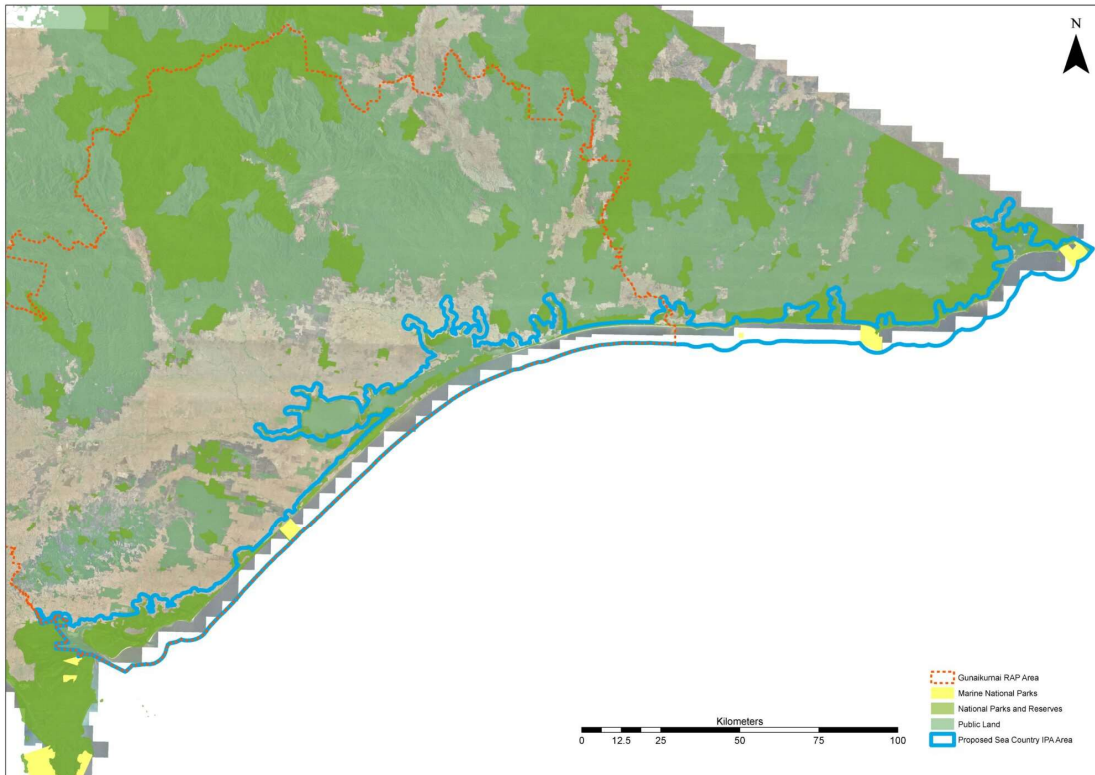 N
Gunaikurnai RAP Area
Marine National Parks
National Parks and Reserves
Public Land
Proposed Sea Country IPA Area
Kilometers
0 12.5 25 50 75 100